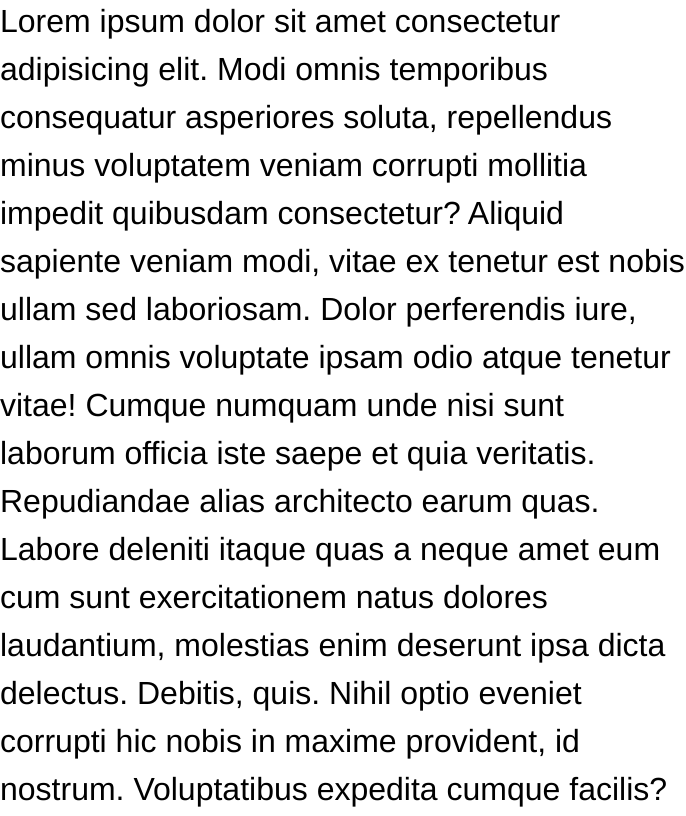 Lorem ipsum dolor sit amet consectetur
adipisicing elit. Modi omnis temporibus
consequatur asperiores soluta, repellendus
minus voluptatem veniam corrupti mollitia
impedit quibusdam consectetur? Aliquid
sapiente veniam modi, vitae ex tenetur est nobis
ullam sed laboriosam. Dolor perferendis iure,
ullam omnis voluptate ipsam odio atque tenetur
vitae! Cumque numquam unde nisi sunt
laborum officia iste saepe et quia veritatis.
Repudiandae alias architecto earum quas.
Labore deleniti itaque quas a neque amet eum
cum sunt exercitationem natus dolores
laudantium, molestias enim deserunt ipsa dicta
delectus. Debitis, quis. Nihil optio eveniet
corrupti hic nobis in maxime provident, id
nostrum. Voluptatibus expedita cumque facilis?